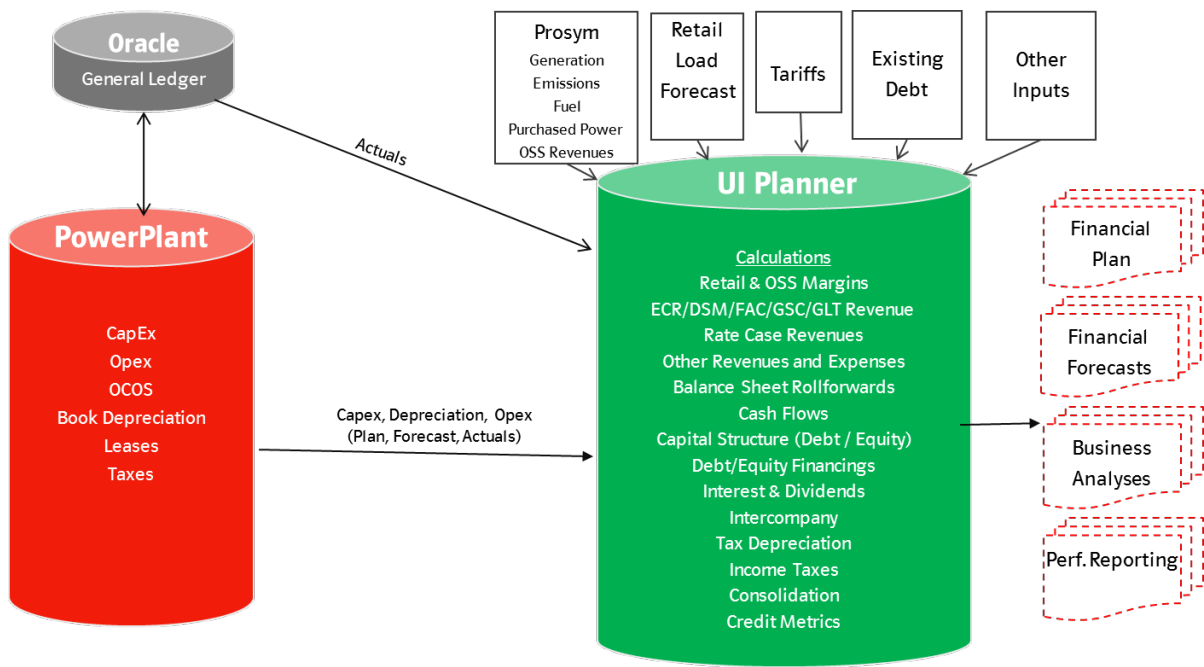 Oracle
General Ledger
Prosym
Generation
Emissions
Fuel
Purchased Power
OSS Revenues
Retail
Load
Forecast
Tariffs
Existing
Debt
Other
Inputs
Actuals
PowerPlant
CapEx
Opex
OCOS
Book Depreciation
Leases
Taxes
Capex, Depreciation, Opex
(Plan, Forecast, Actuals)
UI Planner
Calculations
Retail & OSS Margins
ECR/DSM/FAC/GSC/GLT Revenue
Rate Case Revenues
Other Revenues and Expenses
Balance Sheet Rollforwards
Cash Flows
Capital Structure (Debt / Equity)
Debt/Equity Financings
Interest & Dividends
Intercompany
Tax Depreciation
Income Taxes
Consolidation
Credit Metrics
Financial
Plan
Financial
Forecasts
Business
Analyses
Perf. Reporting